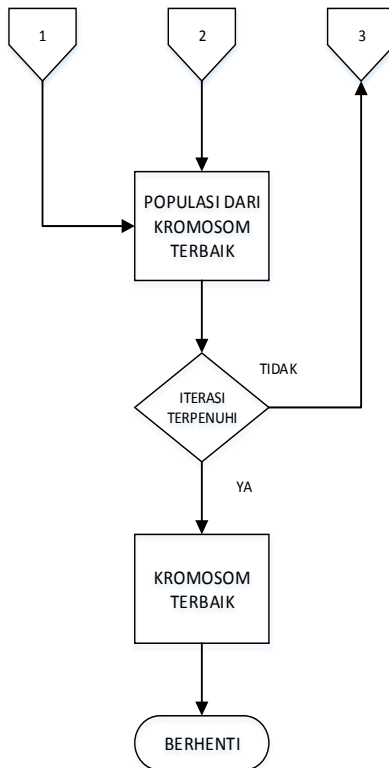 1
2
3
POPULASI DARI
KROMOSOM
TERBAIK
TIDAK
ITERASI
TERPENUHI
YA
KROMOSOM
TERBAIK
BERHENTI